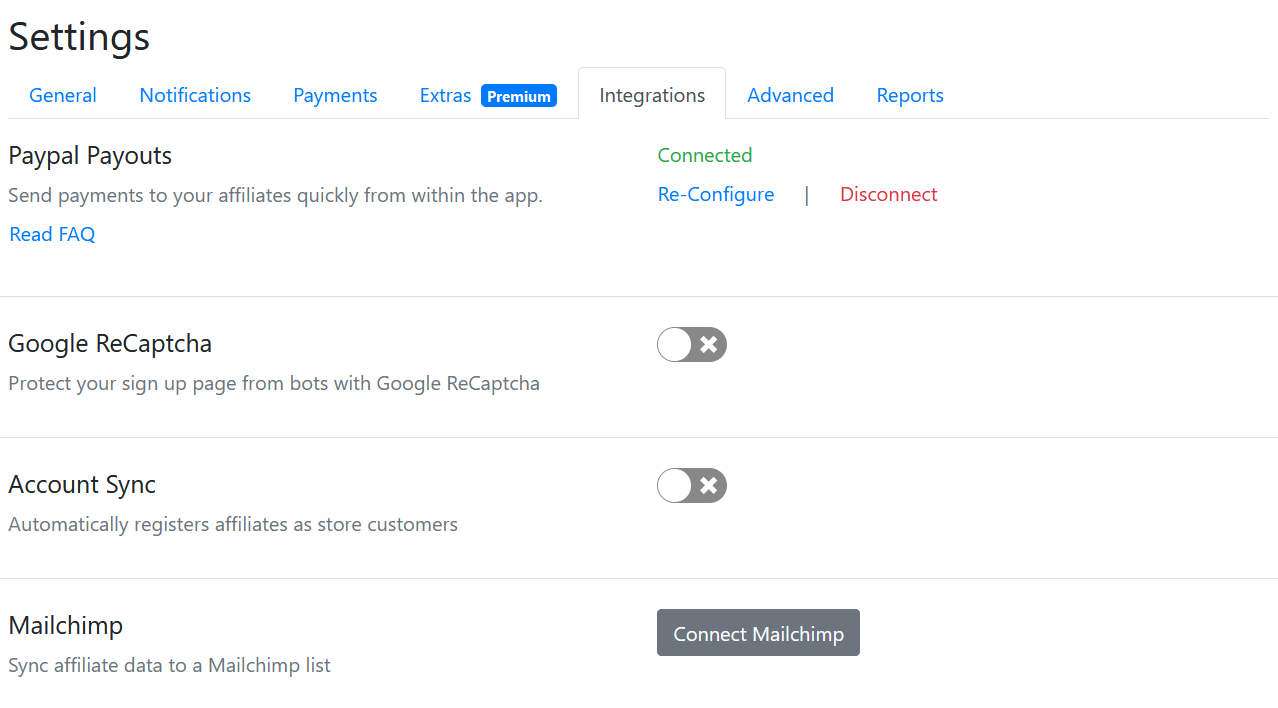 Settings
General Notifications Payments Extras Premium Integrations Advanced Reports
Paypal Payouts
Connected
Send payments to your affiliates quickly from within the app.
Re-Configure | Disconnect
Read FAQ
Google ReCaptcha
Protect your sign up page from bots with Google ReCaptcha
Account Sync
Automatically registers affiliates as store customers
Mailchimp
Connect Mailchimp
Sync affiliate data to a Mailchimp list